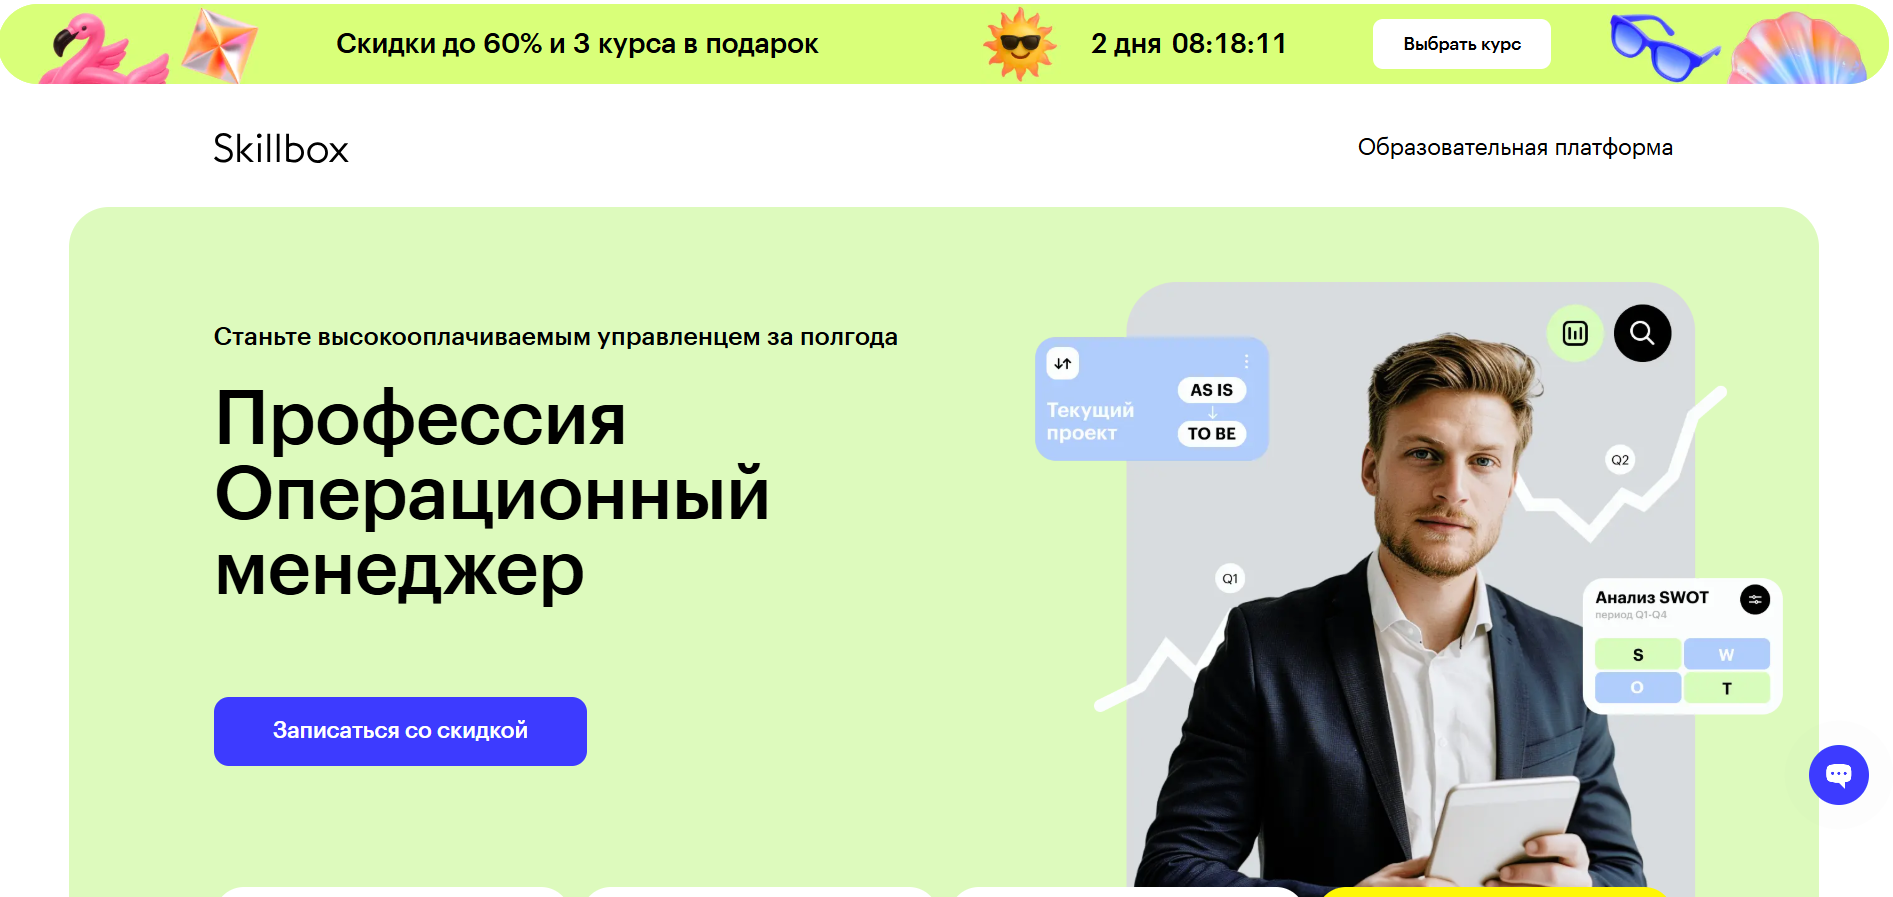 Скидки до 60% и 3 курса в подарок
2 дня 08:18:11
Выбрать курс
Skillbox
Образовательная платформа
Станьте высокооплачиваемым управленцем за полгода
Профессия
Операционный
менеджер
Записаться со скидкой
Текущий
проект
AS IS
TO BE
Q2
Q1
Анализ SWOT
период Q1-Q4
S
W
O
T